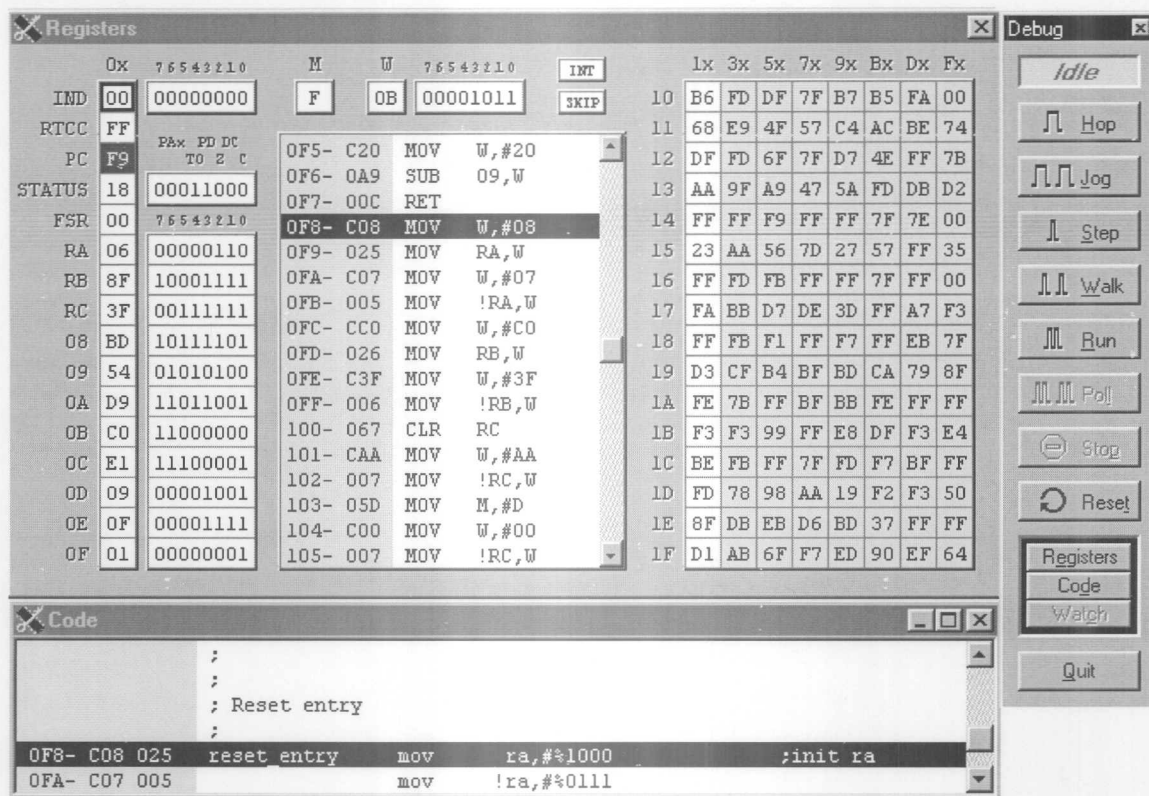 Registers
0x 76543210 M W 76543210 INT
IND 00 00000000 F 0B 00001011 SKIP
RTCC FF
PC F9 PAx PD DC
TO Z C
STATUS 18 00011000
FSR 00 76543210
RA 06 00000110
RB 8F 10001111
RC 3F 00111111
08 BD 10111101
09 54 01010100
0A D9 11011001
0B C0 11000000
0C E1 11100001
0D 09 00001001
0E 0F 00001111
0F 01 00000001
0F5- C20 MOV W,#20
0F6- 0A9 SUB 09,W
0F7- 00C RET
0F8- C08 MOV W,#08
0F9- 025 MOV RA,W
0FA- C07 MOV W,#07
0FB- 005 MOV !RA,W
0FC- CC0 MOV W,#C0
0FD- 026 MOV RB,W
0FE- C3F MOV W,#3F
0FF- 006 MOV !RB,W
100- 067 CLR RC
101- CAA MOV W,#AA
102- 007 MOV !RC,W
103- 05D MOV M,#D
104- C00 MOV W,#00
105- 007 MOV !RC,W
1x 3x 5x 7x 9x Bx Dx Fx
10 B6 FD DF 7F B7 B5 FA 00
11 68 E9 4F 57 C4 AC BE 74
12 DF FD 6F 7F D7 4E FF 7B
13 AA 9F A9 47 5A FD DB D2
14 FF FF F9 FF FF 7F 7E 00
15 23 AA 56 7D 27 57 FF 35
16 FF FD FB FF FF 7F FF 00
17 FA BB D7 DE 3D FF A7 F3
18 FF FB F1 FF F7 FF EB 7F
19 D3 CF B4 BF BD CA 79 8F
1A FE 7B FF BF BB FE FF FF
1B F3 F3 99 FF E8 DF F3 E4
1C BE FB FF 7F FD F7 BF FF
1D FD 78 98 AA 19 F2 F3 50
1E 8F DB EB D6 BD 37 FF FF
1F D1 AB 6F F7 ED 90 EF 64
Debug
Idle
Hop
Jog
Step
Walk
Run
Poll
Stop
Reset
Registers
Code
Watch
Quit
Code
;
;
; Reset entry
;
0F8- C08 025 reset_entry mov ra,#%1000 ;init ra
0FA- C07 005 mov !ra,#%0111